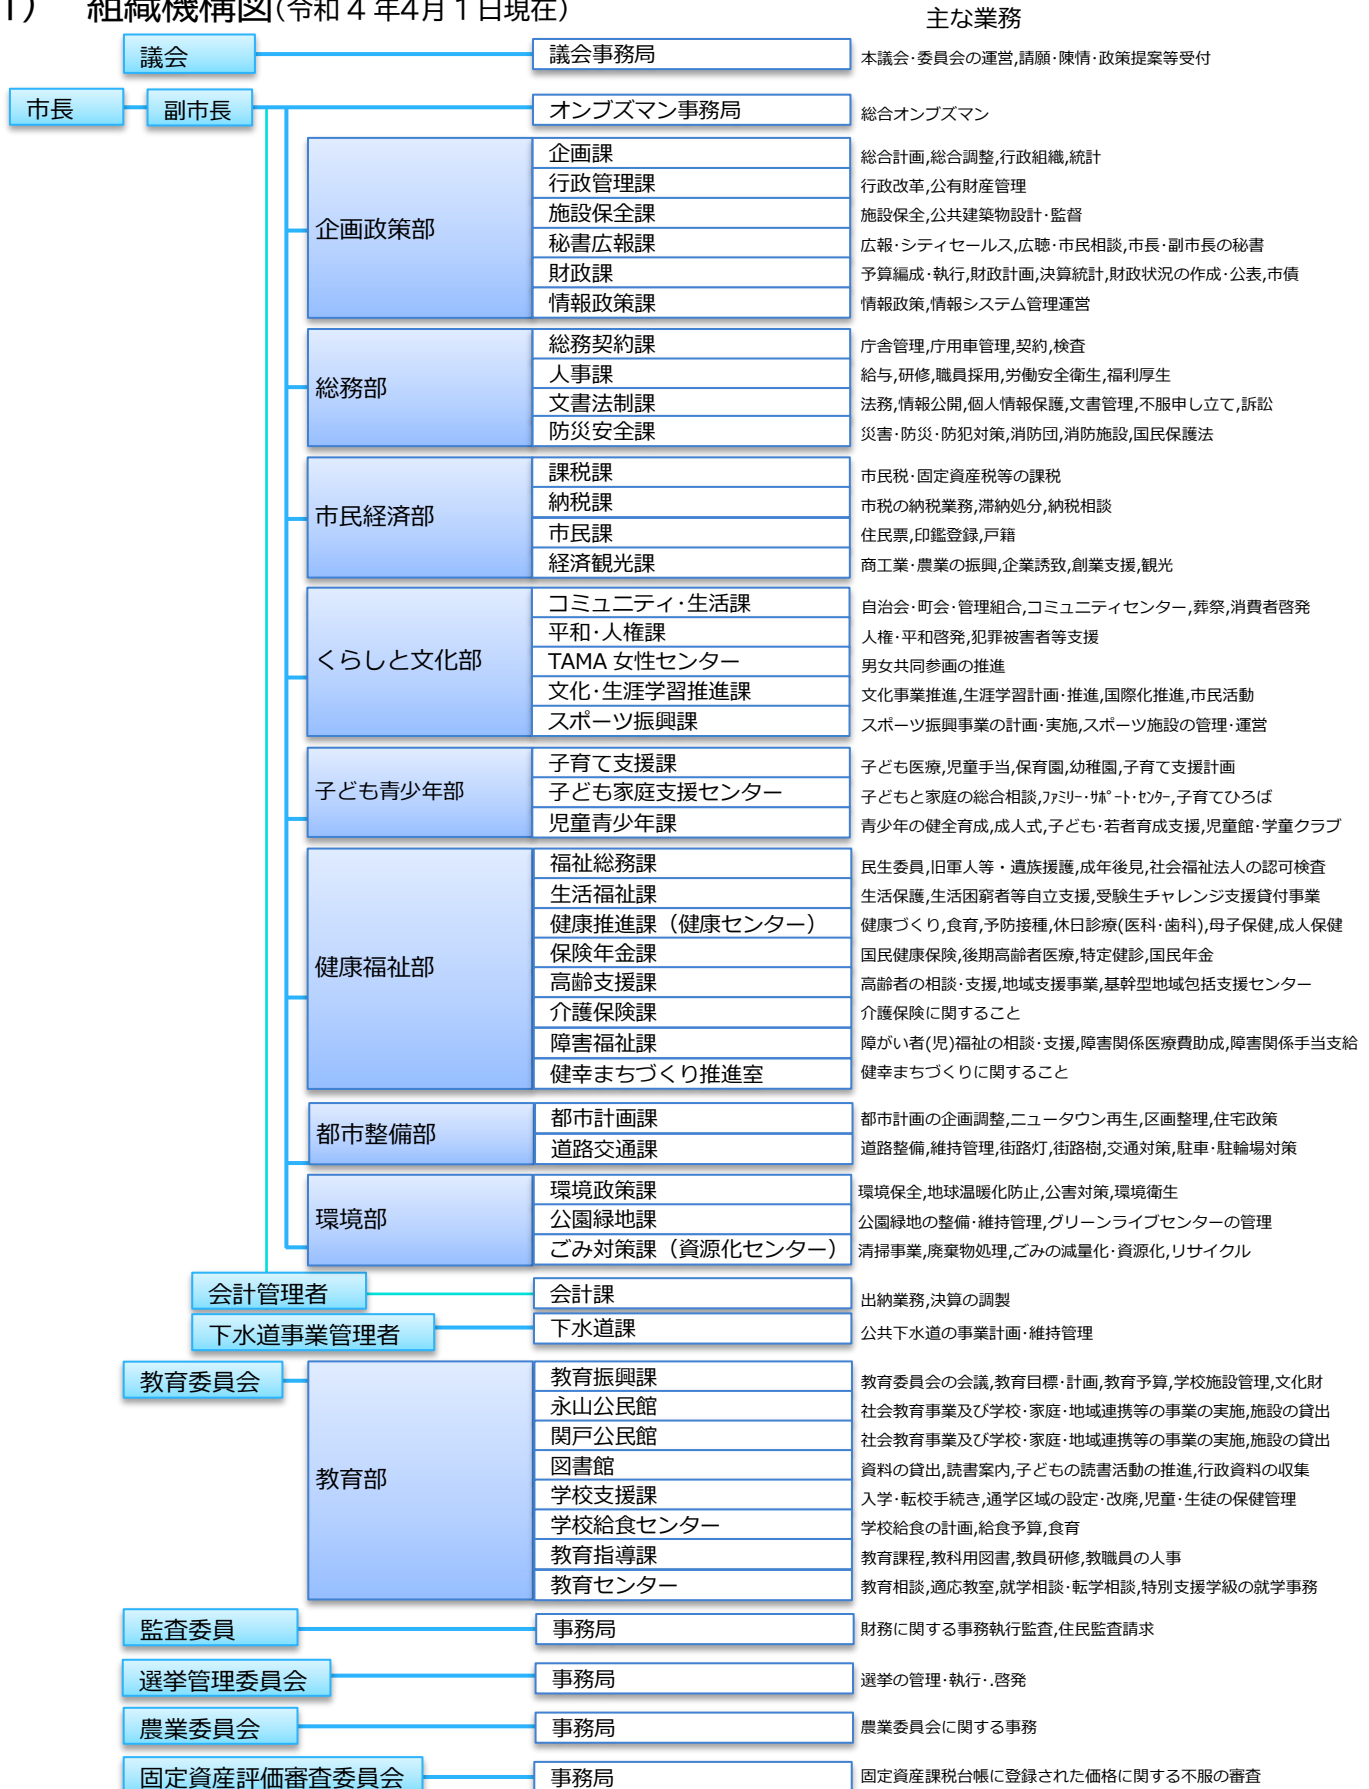 1） 組織機構図(令和4年4月1日現在)
主な業務
議会 議会事務局 本議会･委員会の運営,請願･陳情･政策提案等受付
市長 副市長 オンブズマン事務局 総合オンブズマン
企画政策部
企画課 総合計画,総合調整,行政組織,統計
行政管理課 行政改革,公有財産管理
施設保全課 施設保全,公共建築物設計･監督
秘書広報課 広報･シティセールス,広聴･市民相談,市長･副市長の秘書
財政課 予算編成･執行,財政計画,決算統計,財政状況の作成･公表,市債
情報政策課 情報政策,情報システム管理運営
総務部
総務契約課 庁舎管理,庁用車管理,契約,検査
人事課 給与,研修,職員採用,労働安全衛生,福利厚生
文書法制課 法務,情報公開,個人情報保護,文書管理,不服申し立て,訴訟
防災安全課 災害･防災･防犯対策,消防団,消防施設,国民保護法
市民経済部
課税課 市民税･固定資産税等の課税
納税課 市税の納税業務,滞納処分,納税相談
市民課 住民票,印鑑登録,戸籍
経済観光課 商工業･農業の振興,企業誘致,創業支援,観光
くらしと文化部
コミュニティ･生活課 自治会･町会･管理組合,コミュニティセンター,葬祭,消費者啓発
平和･人権課 人権･平和啓発,犯罪被害者等支援
TAMA 女性センター 男女共同参画の推進
文化･生涯学習推進課 文化事業推進,生涯学習計画･推進,国際化推進,市民活動
スポーツ振興課 スポーツ振興事業の計画･実施,スポーツ施設の管理･運営
子ども青少年部
子育て支援課 子ども医療,児童手当,保育園,幼稚園,子育て支援計画
子ども家庭支援センター 子どもと家庭の総合相談,ﾌｧﾐﾘｰ･ｻﾎﾟｰﾄ･ｾﾝﾀｰ,子育てひろば
児童青少年課 青少年の健全育成,成人式,子ども･若者育成支援,児童館･学童クラブ
健康福祉部
福祉総務課 民生委員,旧軍人等・遺族援護,成年後見,社会福祉法人の認可検査
生活福祉課 生活保護,生活困窮者等自立支援,受験生チャレンジ支援貸付事業
健康推進課（健康センター） 健康づくり,食育,予防接種,休日診療(医科･歯科),母子保健,成人保健
保険年金課 国民健康保険,後期高齢者医療,特定健診,国民年金
高齢支援課 高齢者の相談･支援,地域支援事業,基幹型地域包括支援センター
介護保険課 介護保険に関すること
障害福祉課 障がい者(児)福祉の相談･支援,障害関係医療費助成,障害関係手当支給
健幸まちづくり推進室 健幸まちづくりに関すること
都市整備部
都市計画課 都市計画の企画調整,ニュータウン再生,区画整理,住宅政策
道路交通課 道路整備,維持管理,街路灯,街路樹,交通対策,駐車･駐輪場対策
環境部
環境政策課 環境保全,地球温暖化防止,公害対策,環境衛生
公園緑地課 公園緑地の整備･維持管理,グリーンライブセンターの管理
ごみ対策課（資源化センター） 清掃事業,廃棄物処理,ごみの減量化･資源化,リサイクル
会計管理者 会計課 出納業務,決算の調製
下水道事業管理者 下水道課 公共下水道の事業計画･維持管理
教育委員会
教育部
教育振興課 教育委員会の会議,教育目標･計画,教育予算,学校施設管理,文化財
永山公民館 社会教育事業及び学校･家庭･地域連携等の事業の実施,施設の貸出
関戸公民館 社会教育事業及び学校･家庭･地域連携等の事業の実施,施設の貸出
図書館 資料の貸出,読書案内,子どもの読書活動の推進,行政資料の収集
学校支援課 入学･転校手続き,通学区域の設定･改廃,児童･生徒の保健管理
学校給食センター 学校給食の計画,給食予算,食育
教育指導課 教育課程,教科用図書,教員研修,教職員の人事
教育センター 教育相談,適応教室,就学相談･転学相談,特別支援学級の就学事務
監査委員 事務局 財務に関する事務執行監査,住民監査請求
選挙管理委員会 事務局 選挙の管理･執行･.啓発
農業委員会 事務局 農業委員会に関する事務
固定資産評価審査委員会 事務局 固定資産課税台帳に登録された価格に関する不服の審査